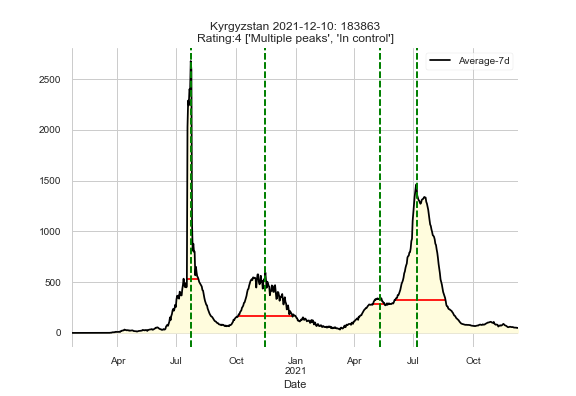 Kyrgyzstan 2021-12-10: 183863
Rating:4 ['Multiple peaks', 'In control']
Average-7d
2500
2000
1500
1000
500
0
Apr Jul Oct Jan Apr Jul Oct
2021
Date